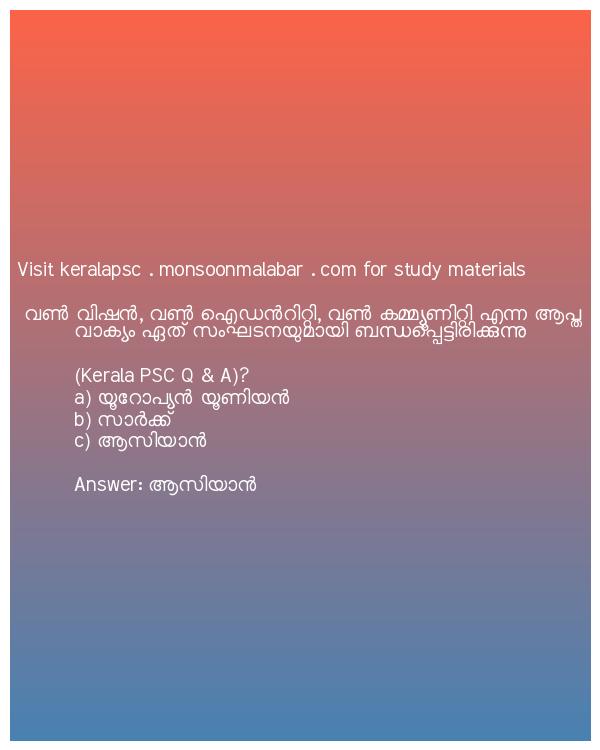 Visit keralapsc . monsoonmalabar . com for study materials
വൺ വിഷൻ, വൺ ഐഡൻറിറ്റി, വൺ കമ്മ്യൂണിറ്റി എന്ന ആപ്ത
വാക്യം ഏത് സംഘടനയുമായി ബന്ധപ്പെട്ടിരിക്കുന്നു
(Kerala PSC Q & A)?
a) യൂറോപ്യൻ യൂണിയൻ
b) സാർക്ക്
c) ആസിയാൻ
Answer: ആസിയാൻ